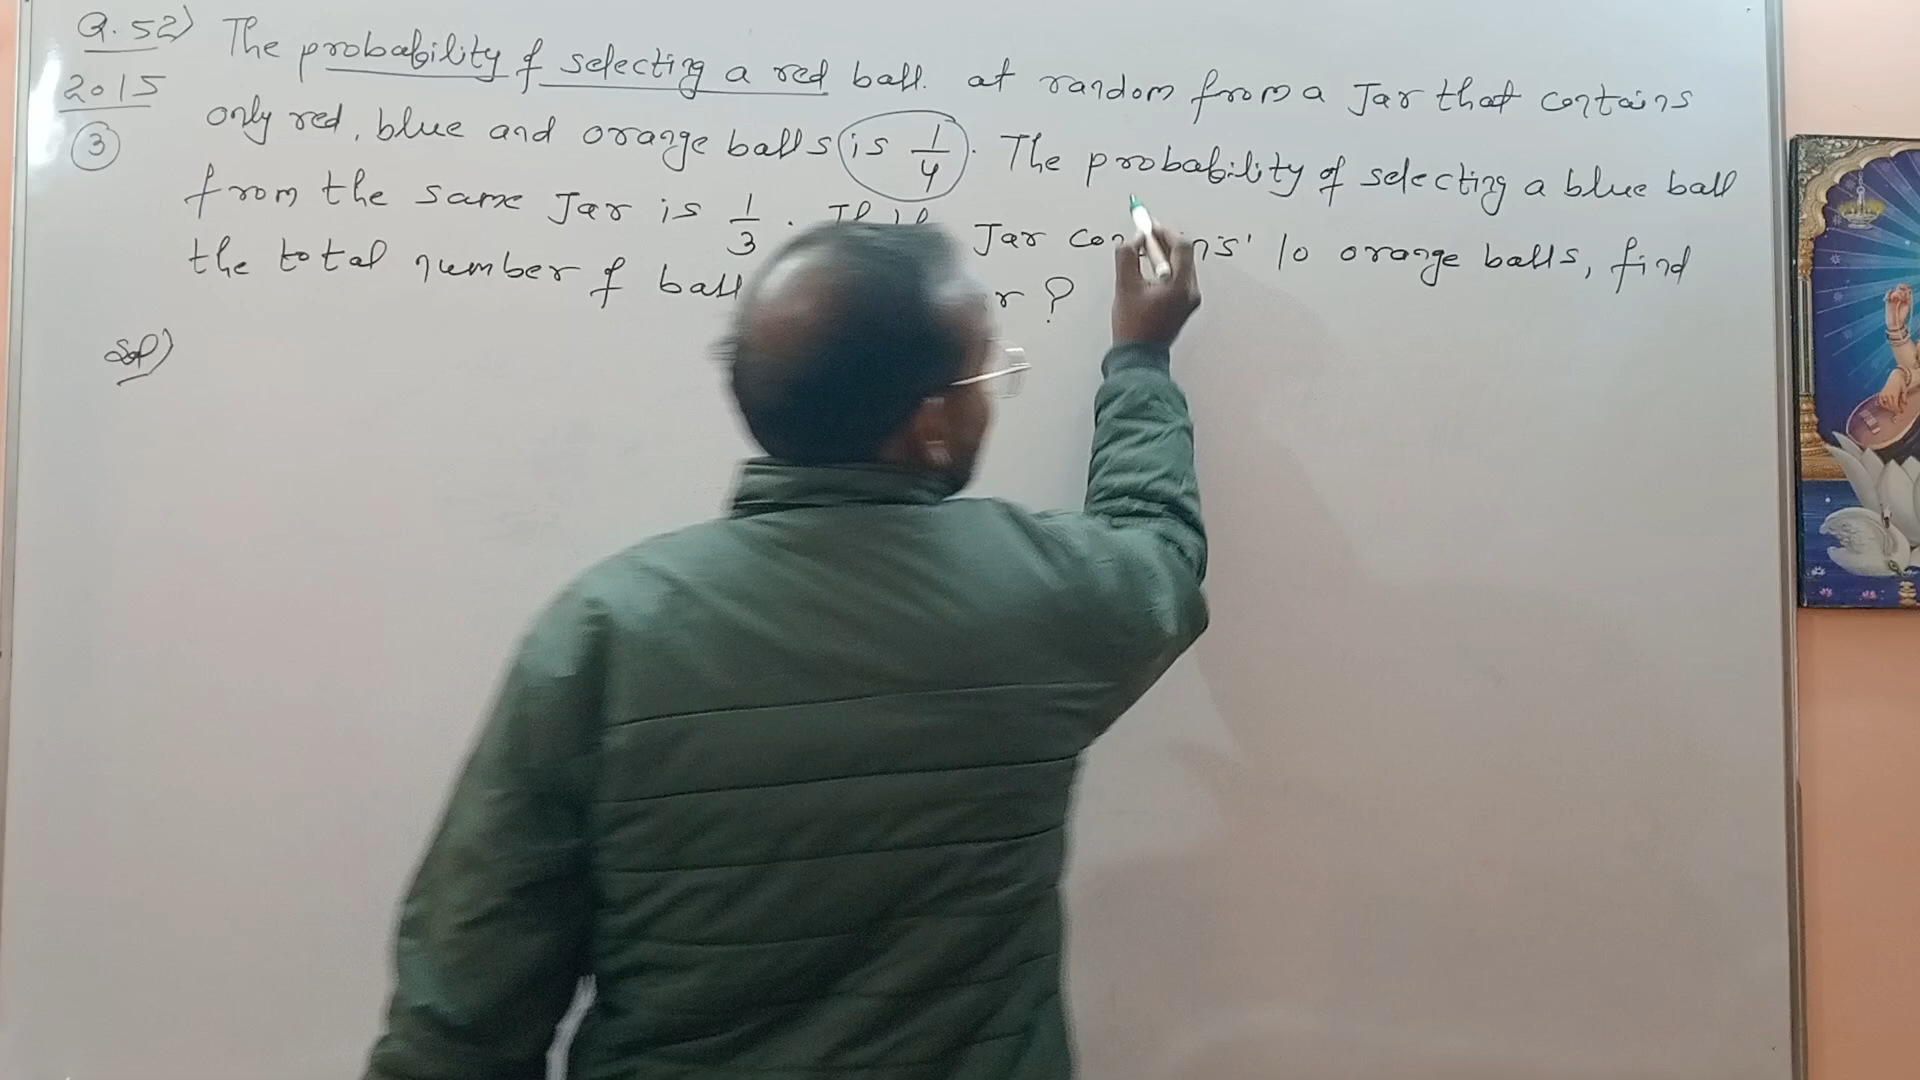 Q. 52) The probability of selecting a red ball. at random from a Jar that contains
2015 only red, blue and orange balls is 1/4. The probability of selecting a blue ball
3 from the same Jar is 1/3. Jar contains 10 orange balls, find
the total number of ball ?
Sol)